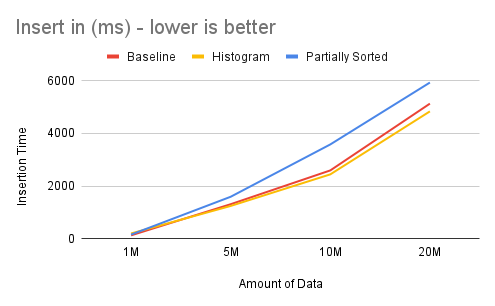 Insert in (ms) - lower is better
Baseline Histogram Partially Sorted
6000
4000
2000
0
Insertion Time
1M 5M 10M 20M
Amount of Data